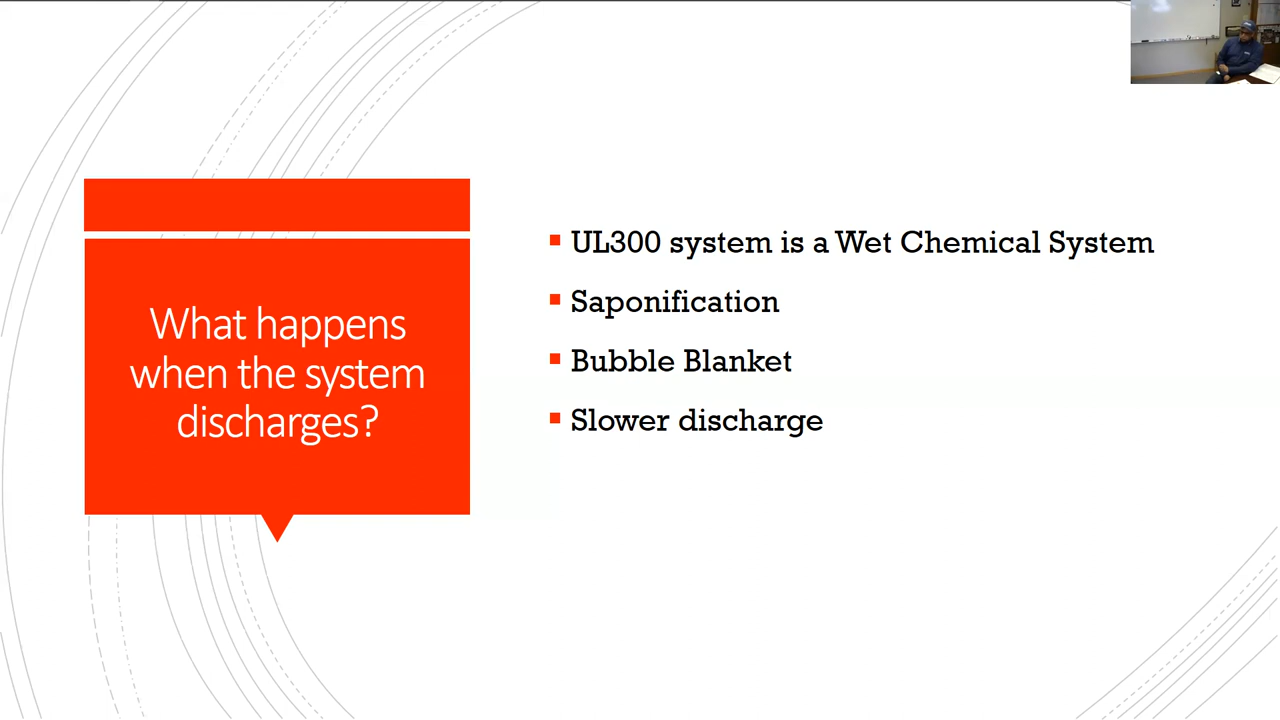 What happens
when the system
discharges?
UL300 system is a Wet Chemical System
Saponification
Bubble Blanket
Slower discharge